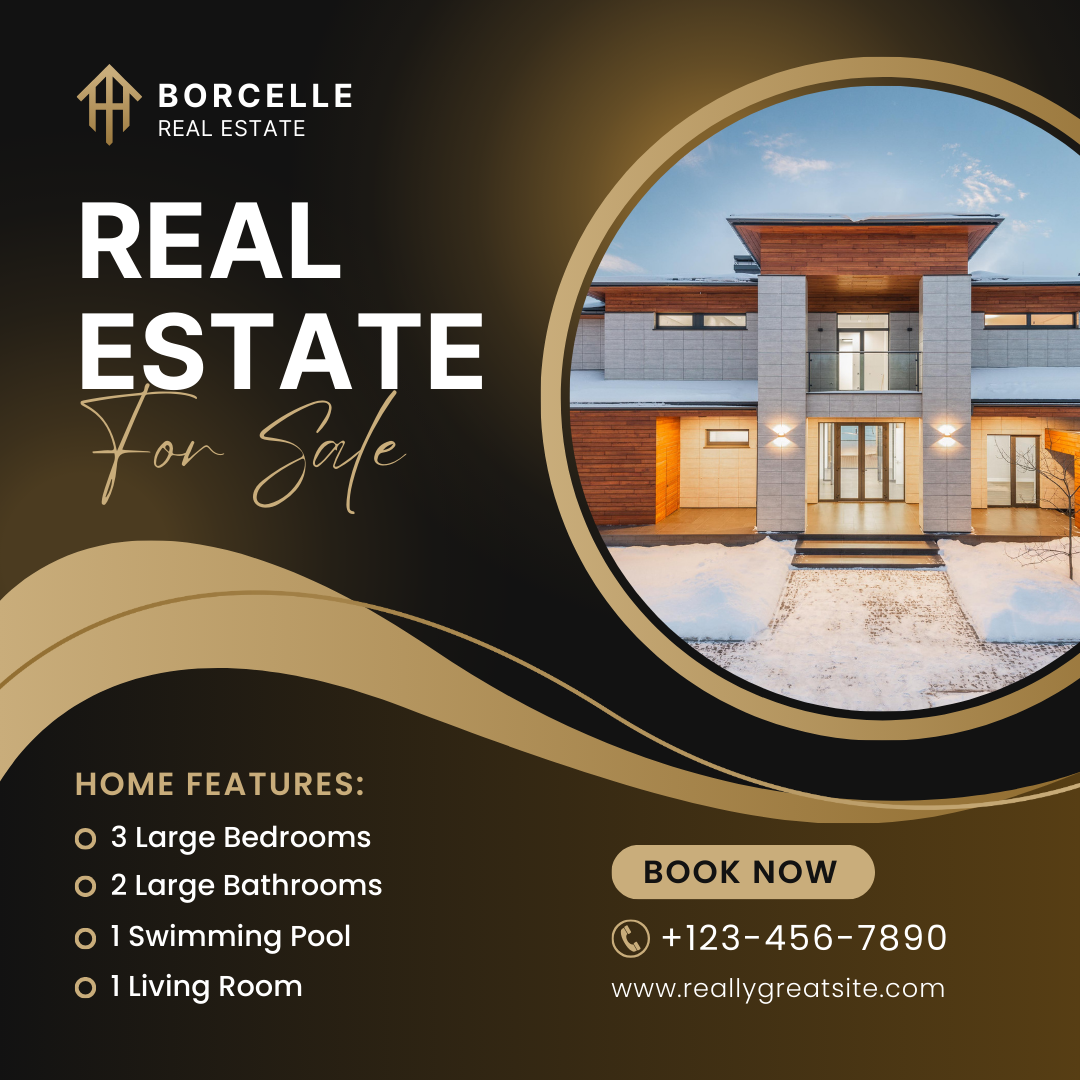 BORCELLE
REAL ESTATE
REAL
ESTATE
For Sale
HOME FEATURES:
3 Large Bedrooms
2 Large Bathrooms
1 Swimming Pool
1 Living Room
BOOK NOW
+123-456-7890
www.reallygreatsite.com